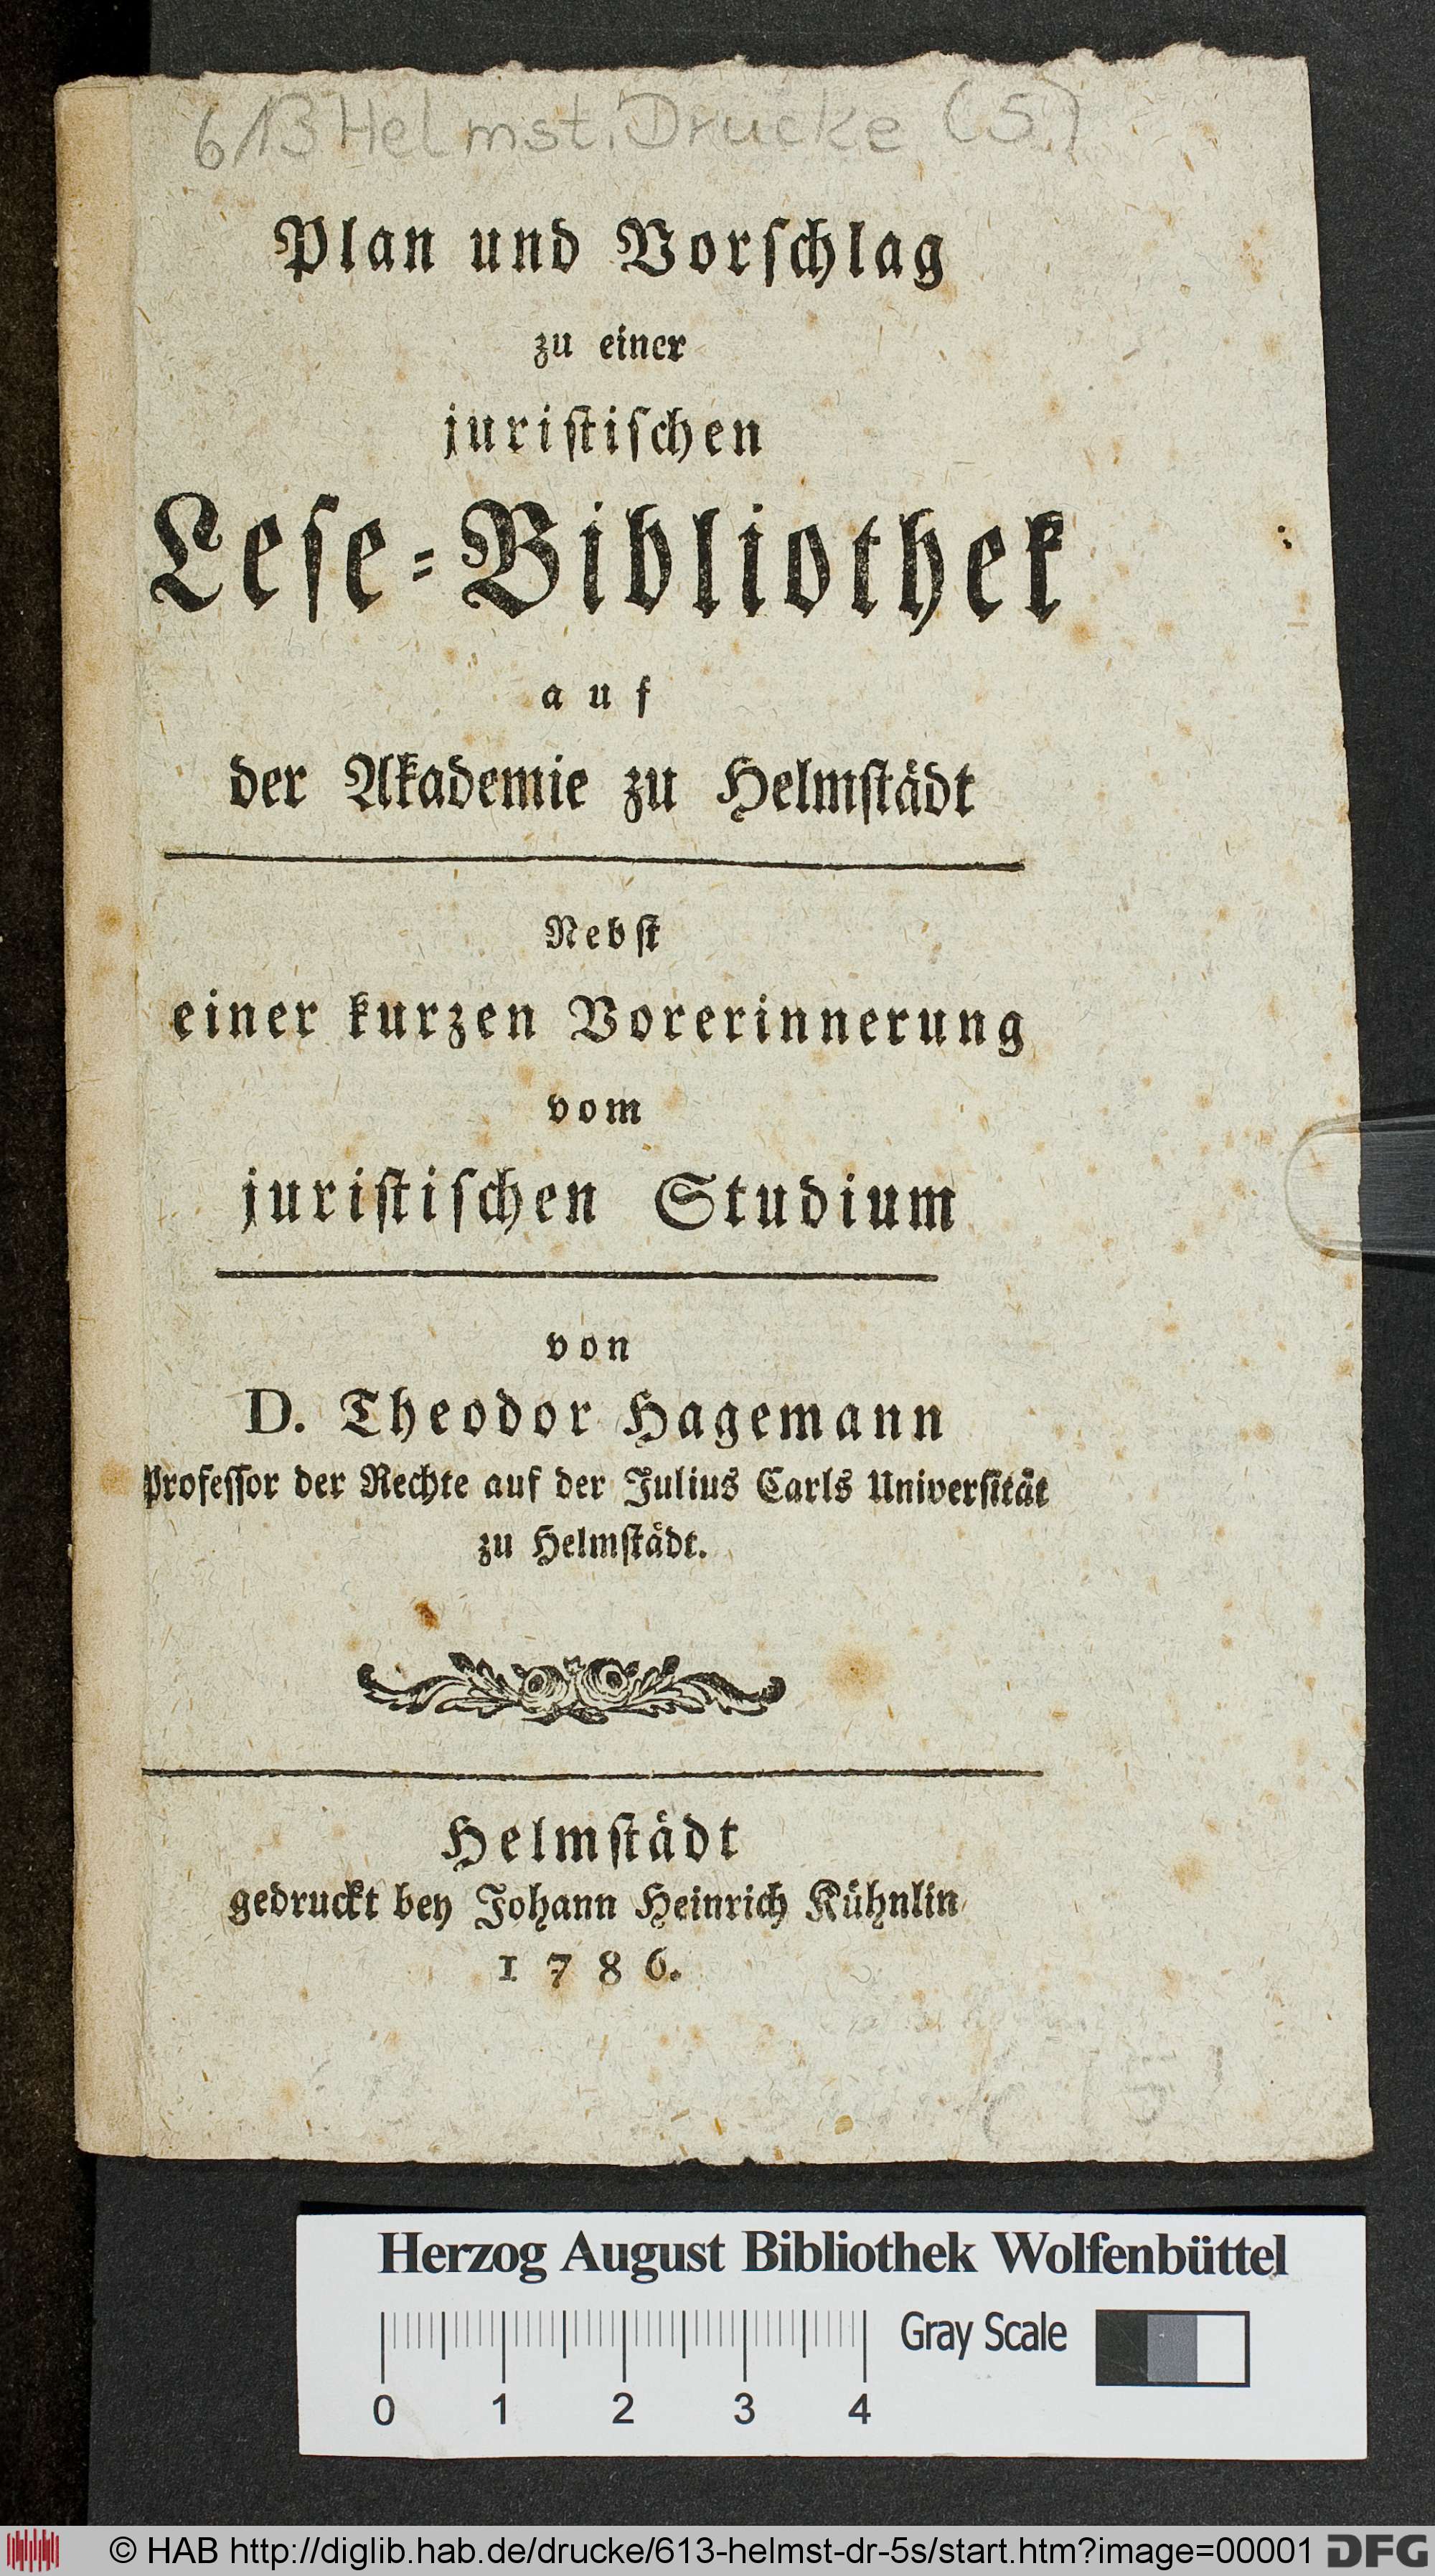 613 Helmst. Drucke (5)
Plan und Vorſchlag
zu einer
juriſtiſchen
Leſe-Bibliothek
auf
der Akademie zu Helmſtädt
Nebſt
einer kurzen Vorerinnerung
vom
juriſtiſchen Studium
von
D. Theodor Hagemann
Profeſſor der Rechte auf der Julius Carls Univerſität
zu Helmſtädt.
Helmſtädt
gedruckt bey Johann Heinrich Kühnlin
1786.
Herzog August Bibliothek Wolfenbüttel
Gray Scale
0 1 2 3 4
© HAB http://diglib.hab.de/drucke/613-helmst-dr-5s/start.htm?image=00001 DFG